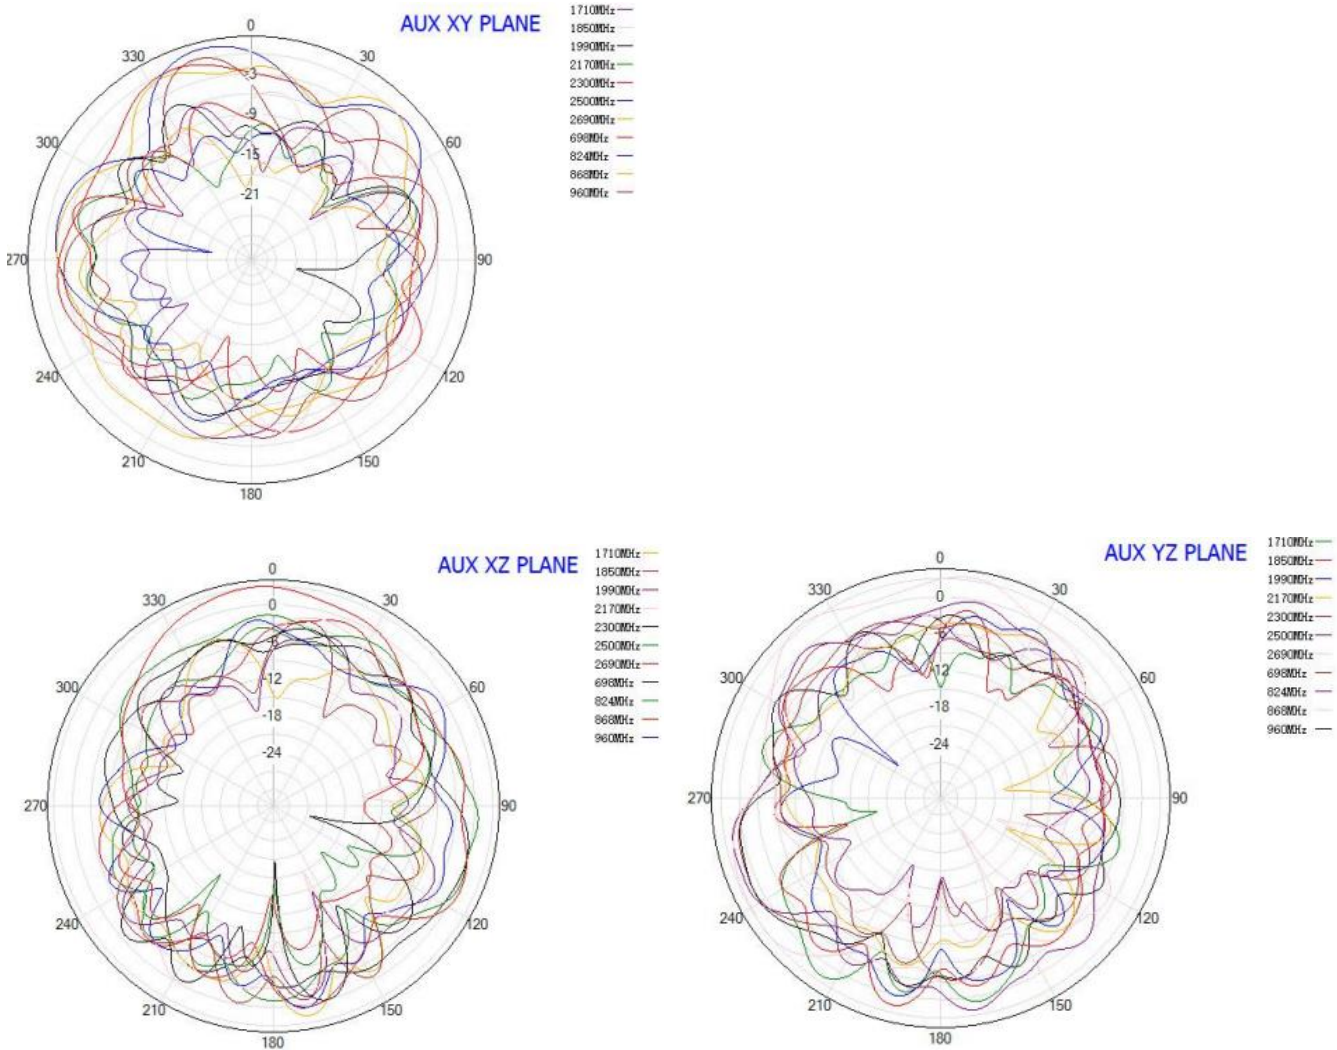 AUX XY PLANE
1710MHz
1850MHz
1990MHz
2170MHz
2300MHz
2500MHz
2690MHz
698MHz
824MHz
868MHz
960MHz
0
30
60
90
120
150
180
210
240
270
300
330
-3
-9
-15
-21
AUX XZ PLANE
1710MHz
1850MHz
1990MHz
2170MHz
2300MHz
2500MHz
2690MHz
698MHz
824MHz
868MHz
960MHz
0
30
60
90
120
150
180
210
240
270
300
330
0
-6
-12
-18
-24
AUX YZ PLANE
1710MHz
1850MHz
1990MHz
2170MHz
2300MHz
2500MHz
2690MHz
698MHz
824MHz
868MHz
960MHz
0
30
60
90
120
150
180
210
240
270
300
330
0
-6
-12
-18
-24